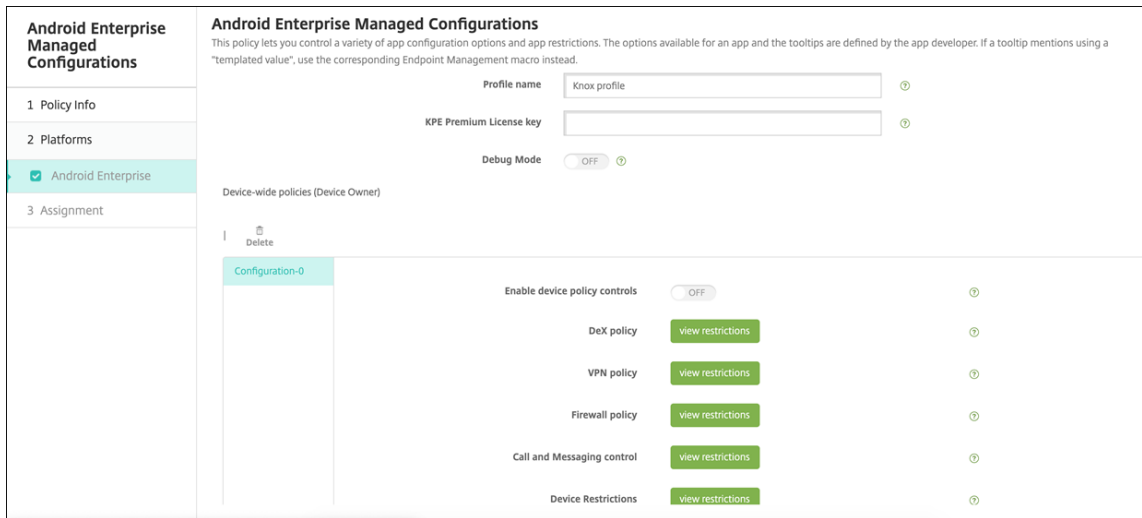 Android Enterprise
Managed
Configurations
1 Policy Info
2 Platforms
Android Enterprise
3 Assignment
Android Enterprise Managed Configurations
This policy lets you control a variety of app configuration options and app restrictions. The options available for an app and the tooltips are defined by the app developer. If a tooltip mentions using a
"templated value", use the corresponding Endpoint Management macro instead.
Profile name Knox profile
KPE Premium License key
Debug Mode OFF
Device-wide policies (Device Owner)
Delete
Configuration-0
Enable device policy controls OFF
DeX policy view restrictions
VPN policy view restrictions
Firewall policy view restrictions
Call and Messaging control view restrictions
Device Restrictions view restrictions